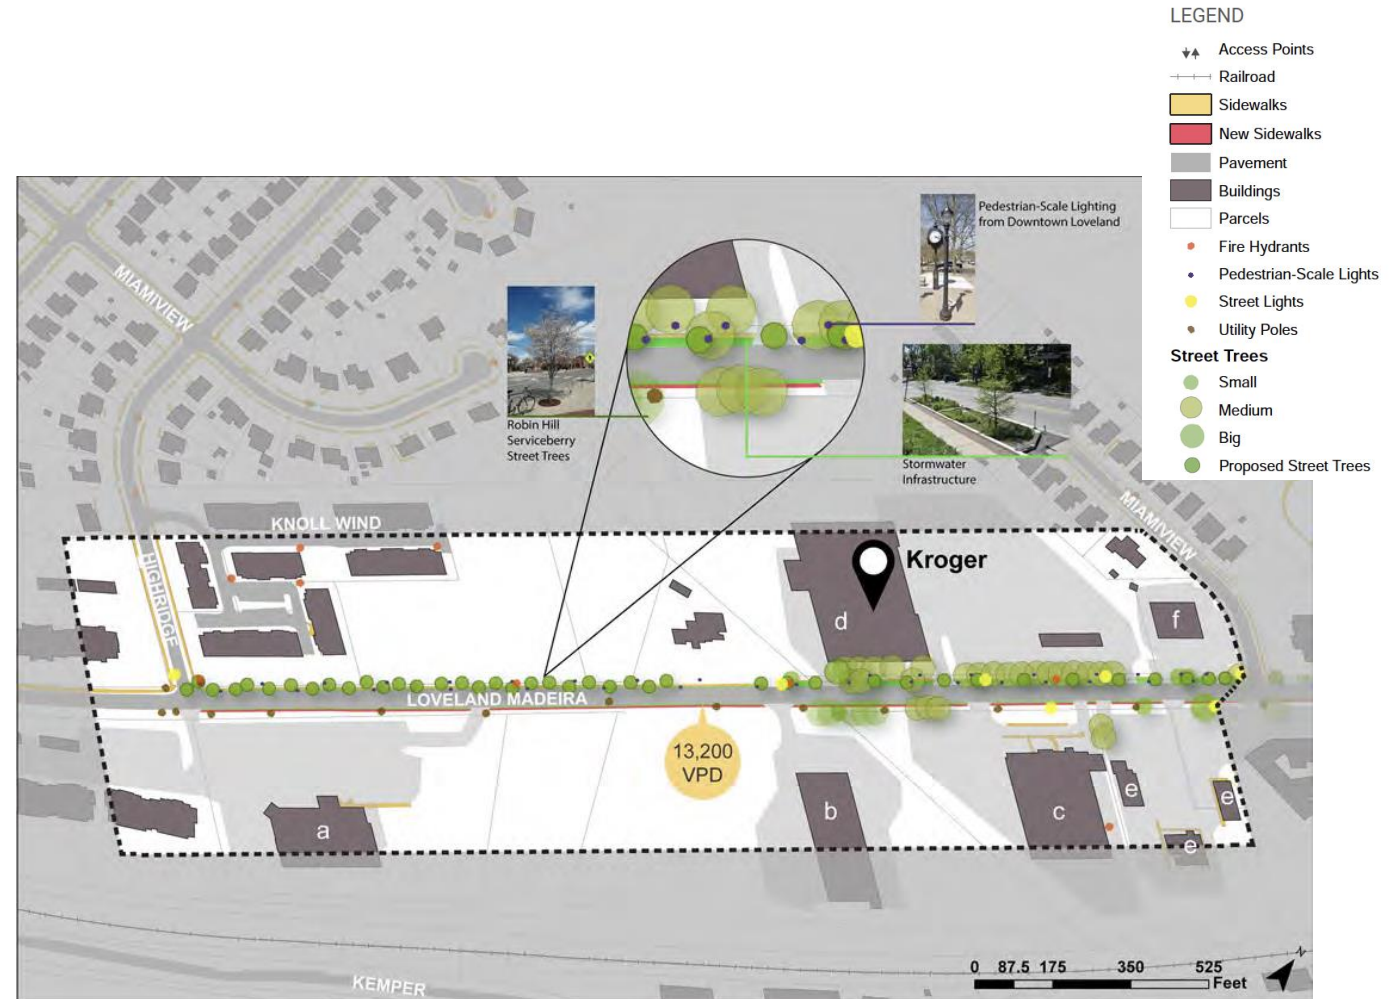 LEGEND
Access Points
Railroad
Sidewalks
New Sidewalks
Pavement
Buildings
Parcels
Fire Hydrants
Pedestrian-Scale Lights
Street Lights
Utility Poles
Street Trees
Small
Medium
Big
Proposed Street Trees
Pedestrian-Scale Lighting
from Downtown Loveland
MIAMIVIEW
Robin Hill
Serviceberry
Street Trees
Stormwater
Infrastructure
MIAMIVIEW
KNOLL WIND
HIGHRIDGE
Kroger
d
f
LOVELAND MADEIRA
13,200
VPD
a
b
c
e
e
e
KEMPER
0 87.5 175 350 525
Feet
N